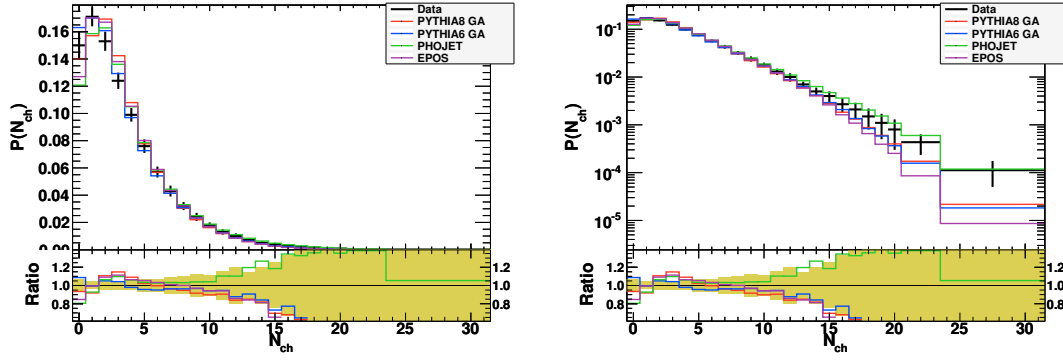 Data
PYTHIA8 GA
PYTHIA6 GA
PHOJET
EPOS
P(N_ch)
0.16
0.14
0.12
0.10
0.08
0.06
0.04
0.02
0.00
Ratio
1.2
1.0
0.8
1.2
1.0
0.8
0 5 10 15 20 25 30
N_ch
Data
PYTHIA8 GA
PYTHIA6 GA
PHOJET
EPOS
P(N_ch)
10^-1
10^-2
10^-3
10^-4
10^-5
Ratio
1.2
1.0
0.8
1.2
1.0
0.8
0 5 10 15 20 25 30
N_ch